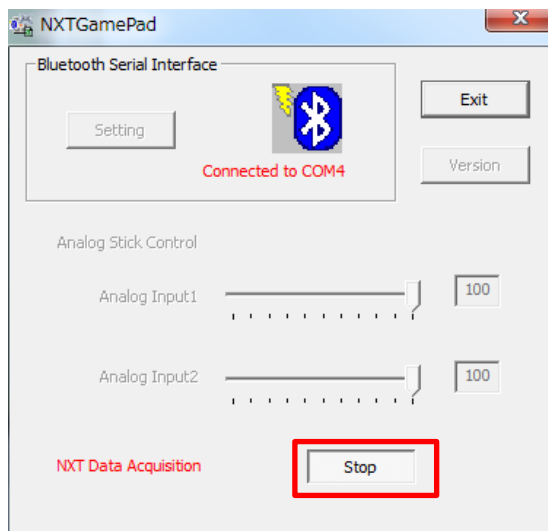 NXTGamePad
Bluetooth Serial Interface
Setting
Connected to COM4
Exit
Version
Analog Stick Control
Analog Input1
100
Analog Input2
100
NXT Data Acquisition
Stop